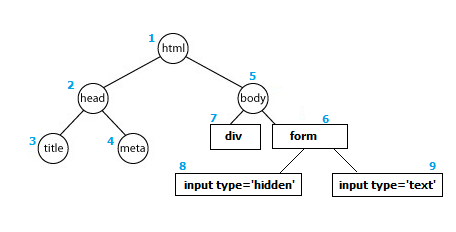 1
html
2
head
5
body
3
title
4
meta
7
div
6
form
8
input type='hidden'
9
input type='text'